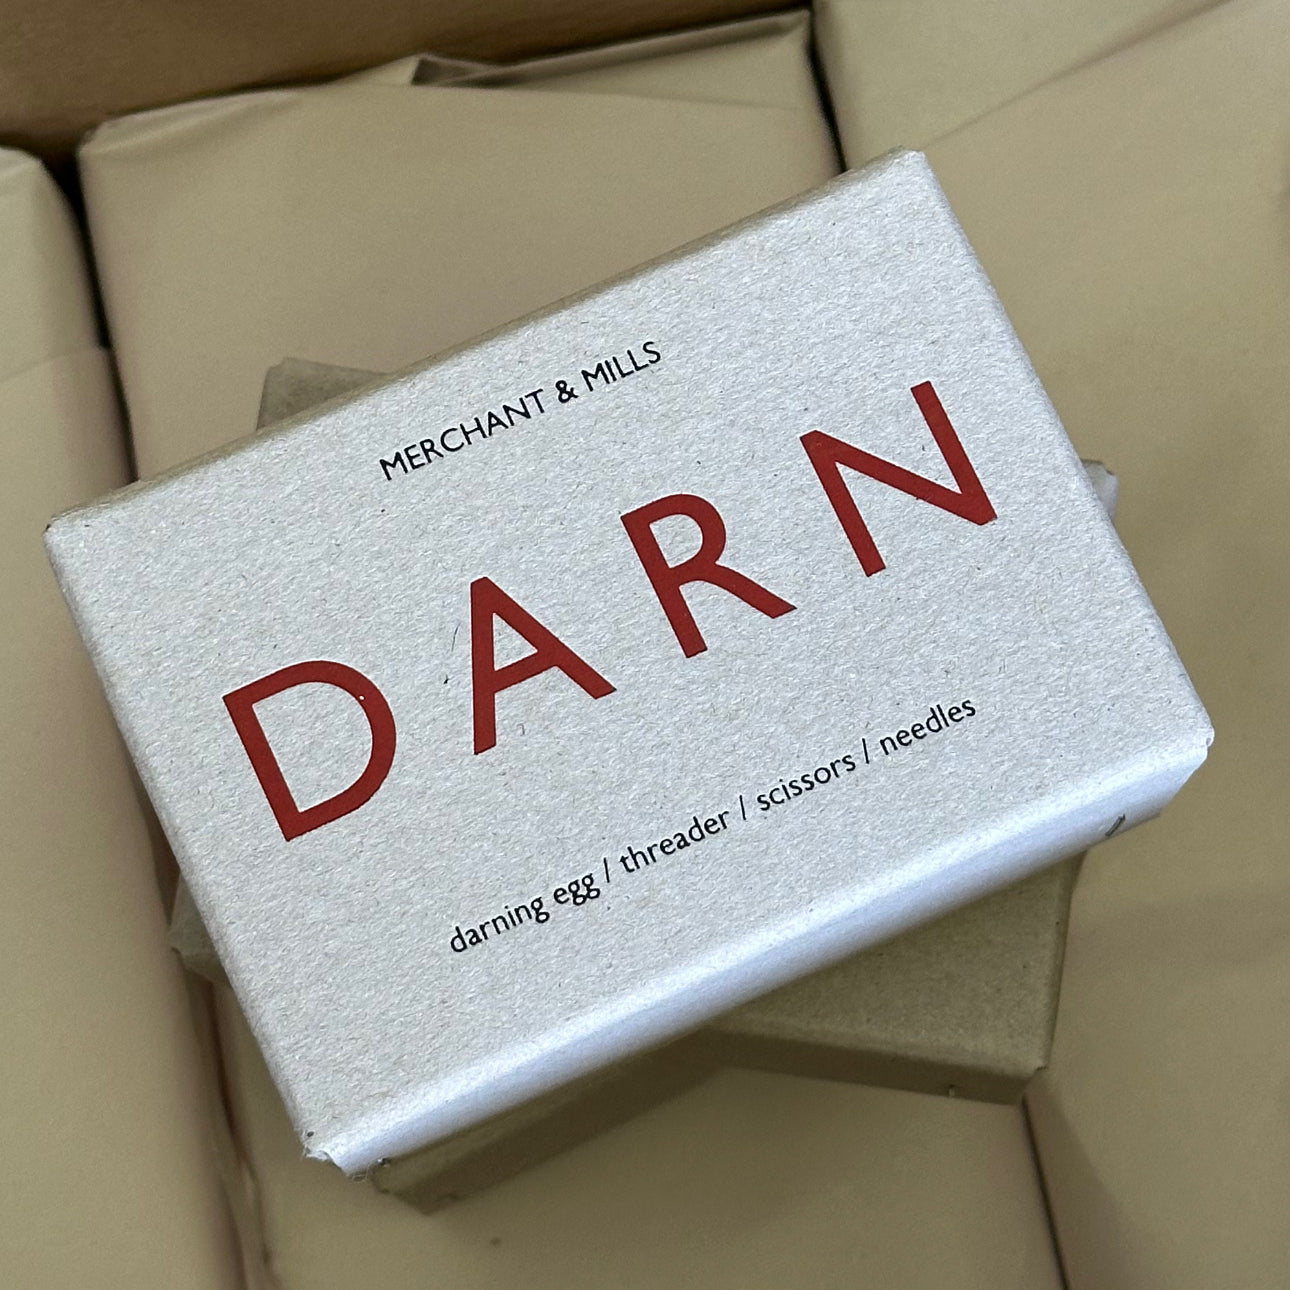 MERCHANT & MILLS
DARN
darning egg / threader / scissors / needles